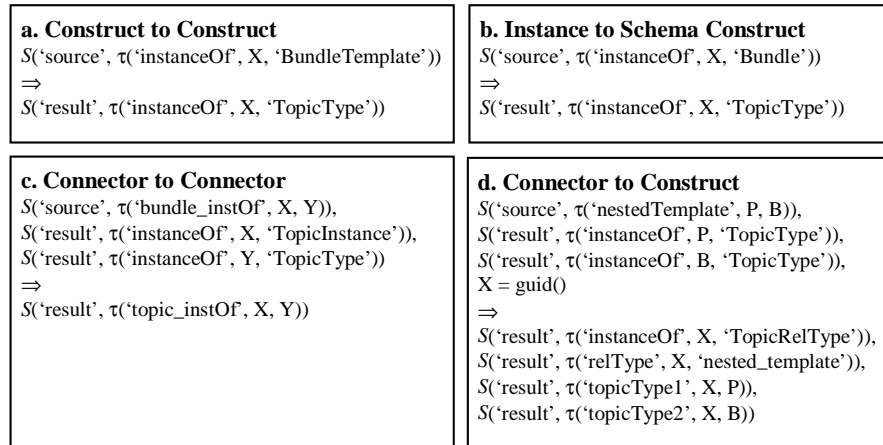 a. Construct to Construct
S(‘source’, τ(‘instanceOf’, X, ‘BundleTemplate’))
⇒
S(‘result’, τ(‘instanceOf’, X, ‘TopicType’))
b. Instance to Schema Construct
S(‘source’, τ(‘instanceOf’, X, ‘Bundle’))
⇒
S(‘result’, τ(‘instanceOf’, X, ‘TopicType’))
c. Connector to Connector
S(‘source’, τ(‘bundle_instOf’, X, Y)),
S(‘result’, τ(‘instanceOf’, X, ‘TopicInstance’)),
S(‘result’, τ(‘instanceOf’, Y, ‘TopicType’))
⇒
S(‘result’, τ(‘topic_instOf’, X, Y))
d. Connector to Construct
S(‘source’, τ(‘nestedTemplate’, P, B)),
S(‘result’, τ(‘instanceOf’, P, ‘TopicType’)),
S(‘result’, τ(‘instanceOf’, B, ‘TopicType’)),
X = guid()
⇒
S(‘result’, τ(‘instanceOf’, X, ‘TopicRelType’)),
S(‘result’, τ(‘relType’, X, ‘nested_template’)),
S(‘result’, τ(‘topicType1’, X, P)),
S(‘result’, τ(‘topicType2’, X, B))